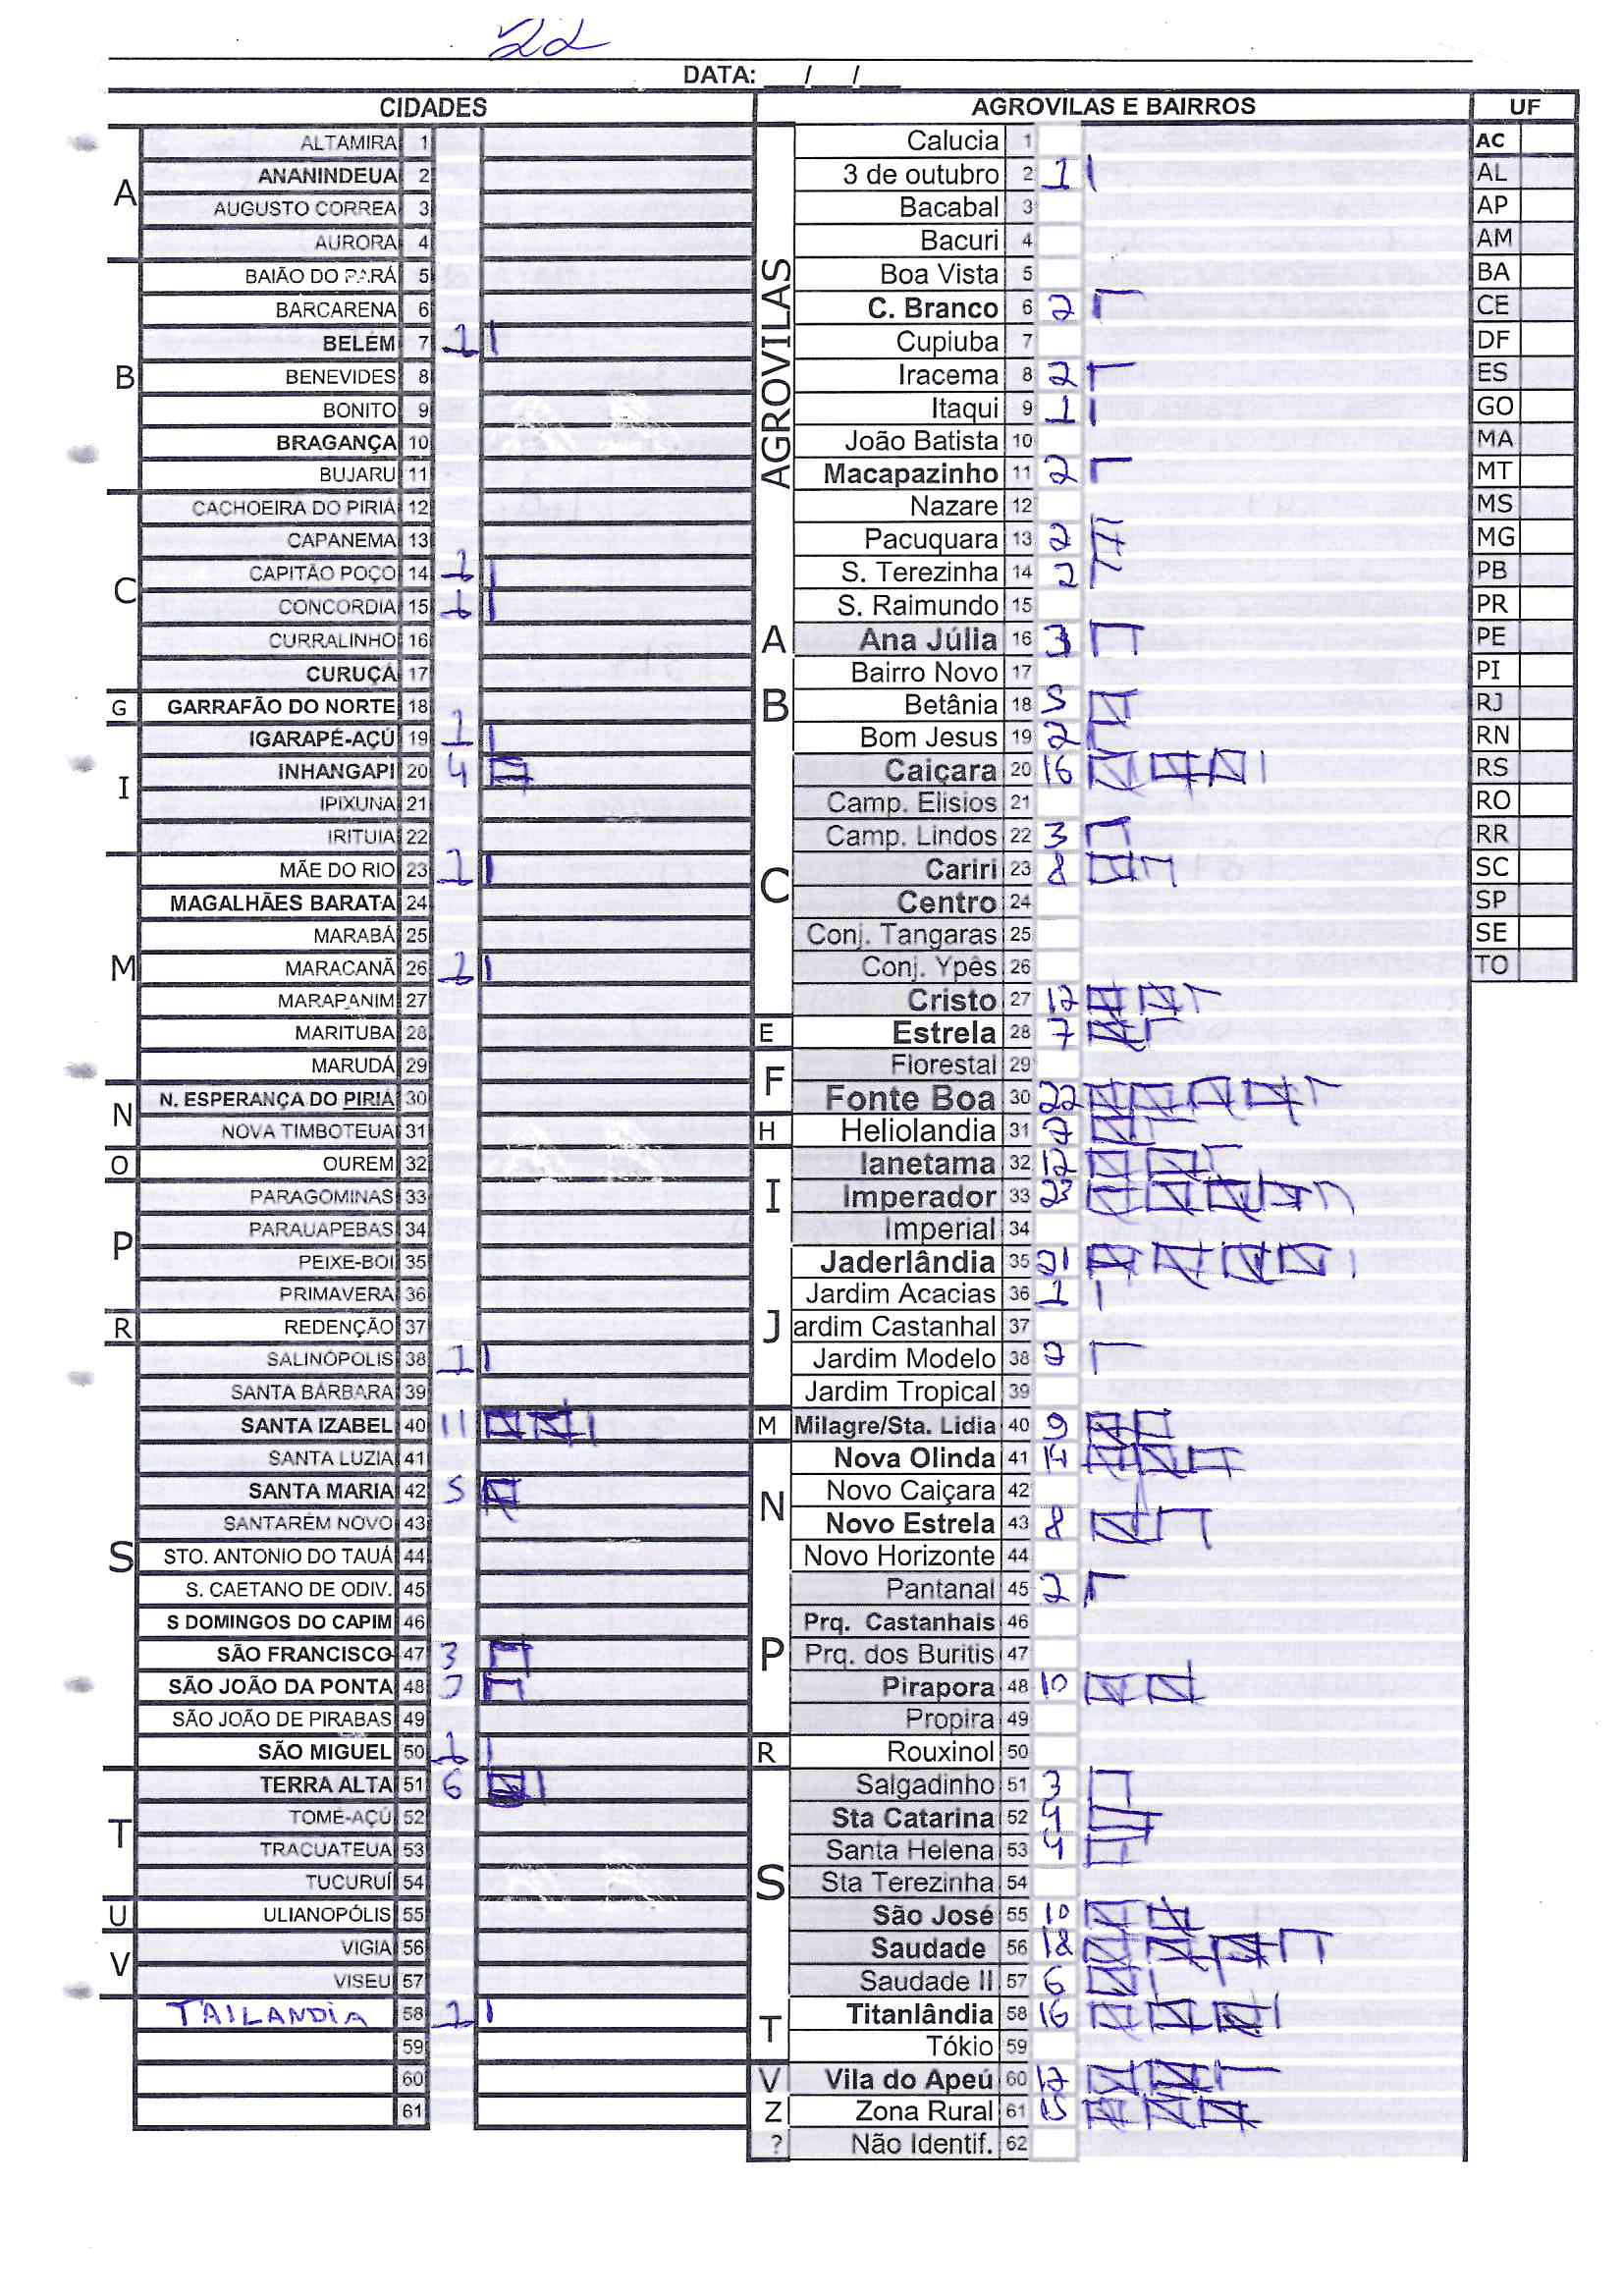 22
DATA: __/__/__
CIDADES AGROVILAS E BAIRROS UF
A
ALTAMIRA 1
ANANINDEUA 2
AUGUSTO CORREA 3
AURORA 4
B
BAIÃO DO PARÁ 5
BARCARENA 6
BELÉM 7 1
BENEVIDES 8
BONITO 9
BRAGANÇA 10
BUJARU 11
C
CACHOEIRA DO PIRIÁ 12
CAPANEMA 13
CAPITÃO POÇO 14 1
CONCORDIA 15 1
CURRALINHO 16
CURUÇÁ 17
G
GARRAFÃO DO NORTE 18
I
IGARAPÉ-AÇÚ 19 1
INHANGAPI 20 4
IPIXUNA 21
IRITUIA 22
M
MÃE DO RIO 23 1
MAGALHÃES BARATA 24
MARABÁ 25
MARACANÃ 26 1
MARAPANIM 27
MARITUBA 28
MARUDÁ 29
N
N. ESPERANÇA DO PIRIÁ 30
NOVA TIMBOTEUA 31
O
OUREM 32
P
PARAGOMINAS 33
PARAUAPEBAS 34
PEIXE-BOI 35
PRIMAVERA 36
R
REDENÇÃO 37
S
SALINÓPOLIS 38 1
SANTA BÁRBARA 39
SANTA IZABEL 40 11
SANTA LUZIA 41
SANTA MARIA 42 5
SANTARÉM NOVO 43
STO. ANTONIO DO TAUÁ 44
S. CAETANO DE ODIV. 45
S DOMINGOS DO CAPIM 46
SÃO FRANCISCO 47 3
SÃO JOÃO DA PONTA 48 3
SÃO JOÃO DE PIRABAS 49
SÃO MIGUEL 50 1
T
TERRA ALTA 51 6
TOMÉ-AÇÚ 52
TRACUATEUA 53
TUCURUÍ 54
U
ULIANOPÓLIS 55
V
VIGIA 56
VISEU 57
TAILANDIA 58 1
59
60
61
AGROVILAS
Calucia 1
3 de outubro 2 1
Bacabal 3
Bacuri 4
Boa Vista 5
C. Branco 6 2
Cupiuba 7
Iracema 8 2
Itaqui 9 1
João Batista 10
Macapazinho 11 2
Nazare 12
Pacuquara 13 2
S. Terezinha 14 2
S. Raimundo 15
A
Ana Júlia 16 3
B
Bairro Novo 17
Betânia 18 5
Bom Jesus 19 2
C
Caiçara 20 16
Camp. Elisios 21
Camp. Lindos 22 3
Cariri 23 8
Centro 24
Conj. Tangaras 25
Conj. Ypês 26
Cristo 27 12
E
Estrela 28 7
F
Florestal 29
Fonte Boa 30 22
H
Heliolandia 31 7
I
Ianetama 32 12
Imperador 33 23
Imperial 34
J
Jaderlândia 35 21
Jardim Acacias 36 1
ardim Castanhal 37
Jardim Modelo 38 2
Jardim Tropical 39
M
Milagre/Sta. Lidia 40 9
N
Nova Olinda 41
Novo Caiçara 42
Novo Estrela 43 8
Novo Horizonte 44
P
Pantanal 45 2
Prq. Castanhais 46
Prq. dos Buritis 47
Pirapora 48 10
Propira 49
R
Rouxinol 50
S
Salgadinho 51 3
Sta Catarina 52 4
Santa Helena 53 4
Sta Terezinha 54
São José 55 10
Saudade 56 18
Saudade II 57 6
T
Titanlândia 58 16
Tókio 59
V
Vila do Apeú 60 12
Z
Zona Rural 61 15
?
Não Identif. 62
AC
AL
AP
AM
BA
CE
DF
ES
GO
MA
MT
MS
MG
PB
PR
PE
PI
RJ
RN
RS
RO
RR
SC
SP
SE
TO